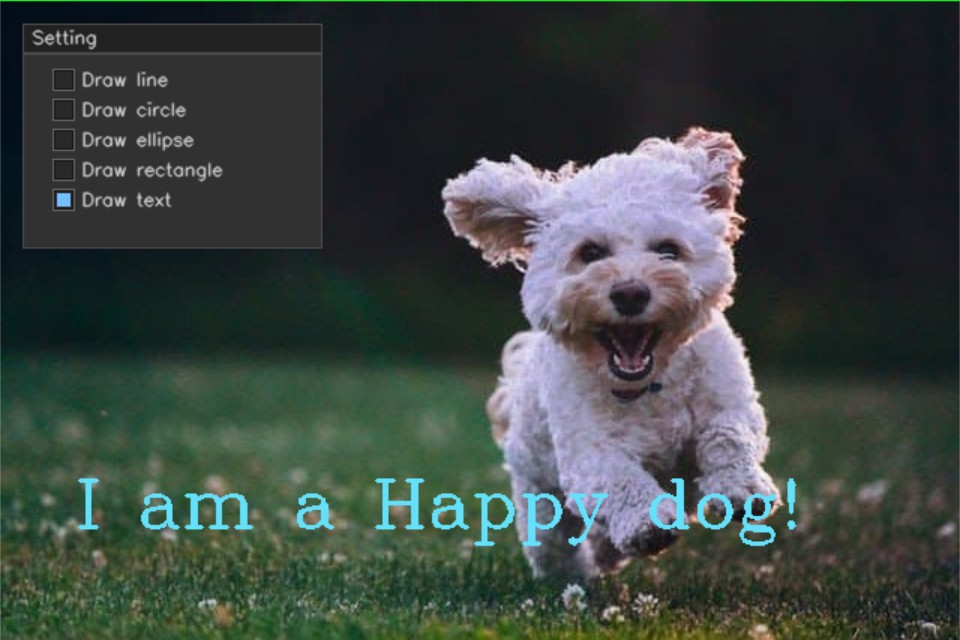 Setting
Draw line
Draw circle
Draw ellipse
Draw rectangle
Draw text
I am a Happy dog!